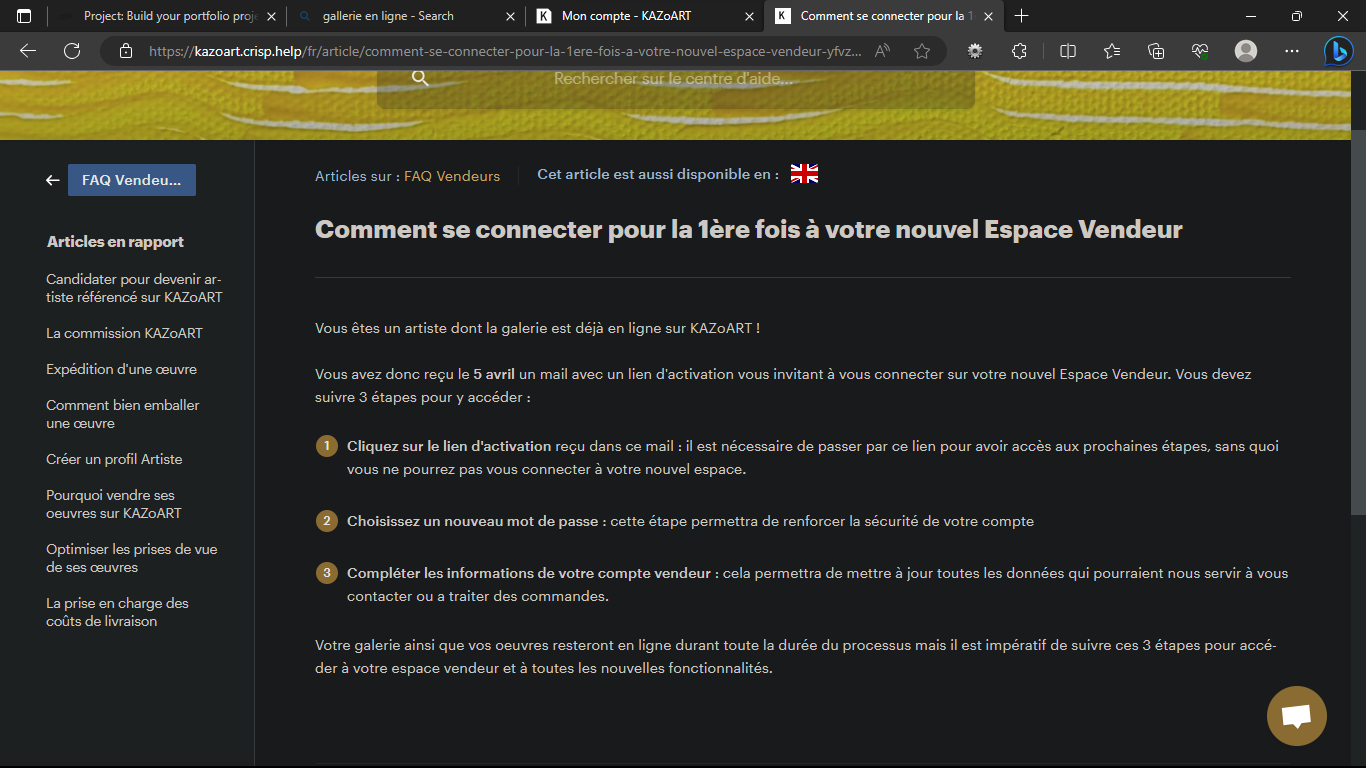 Project: Build your portfolio proje
gallerie en ligne - Search
Mon compte - KAZoART
Comment se connecter pour la 1
https://kazoart.crisp.help/fr/article/comment-se-connecter-pour-la-1ere-fois-a-votre-nouvel-espace-vendeur-yfvz...
Rechercher sur le centre d'aide...
FAQ Vendeu...
Articles en rapport
Candidater pour devenir ar-
tiste référencé sur KAZoART
La commission KAZoART
Expédition d'une œuvre
Comment bien emballer
une œuvre
Créer un profil Artiste
Pourquoi vendre ses
oeuvres sur KAZoART
Optimiser les prises de vue
de ses œuvres
La prise en charge des
coûts de livraison
Articles sur : FAQ Vendeurs
Cet article est aussi disponible en :
Comment se connecter pour la 1ère fois à votre nouvel Espace Vendeur
Vous êtes un artiste dont la galerie est déjà en ligne sur KAZoART !
Vous avez donc reçu le 5 avril un mail avec un lien d'activation vous invitant à vous connecter sur votre nouvel Espace Vendeur. Vous devez
suivre 3 étapes pour y accéder :
1 Cliquez sur le lien d'activation reçu dans ce mail : il est nécessaire de passer par ce lien pour avoir accès aux prochaines étapes, sans quoi
vous ne pourrez pas vous connecter à votre nouvel espace.
2 Choisissez un nouveau mot de passe : cette étape permettra de renforcer la sécurité de votre compte
3 Compléter les informations de votre compte vendeur : cela permettra de mettre à jour toutes les données qui pourraient nous servir à vous
contacter ou a traiter des commandes.
Votre galerie ainsi que vos oeuvres resteront en ligne durant toute la durée du processus mais il est impératif de suivre ces 3 étapes pour accé-
der à votre espace vendeur et à toutes les nouvelles fonctionnalités.